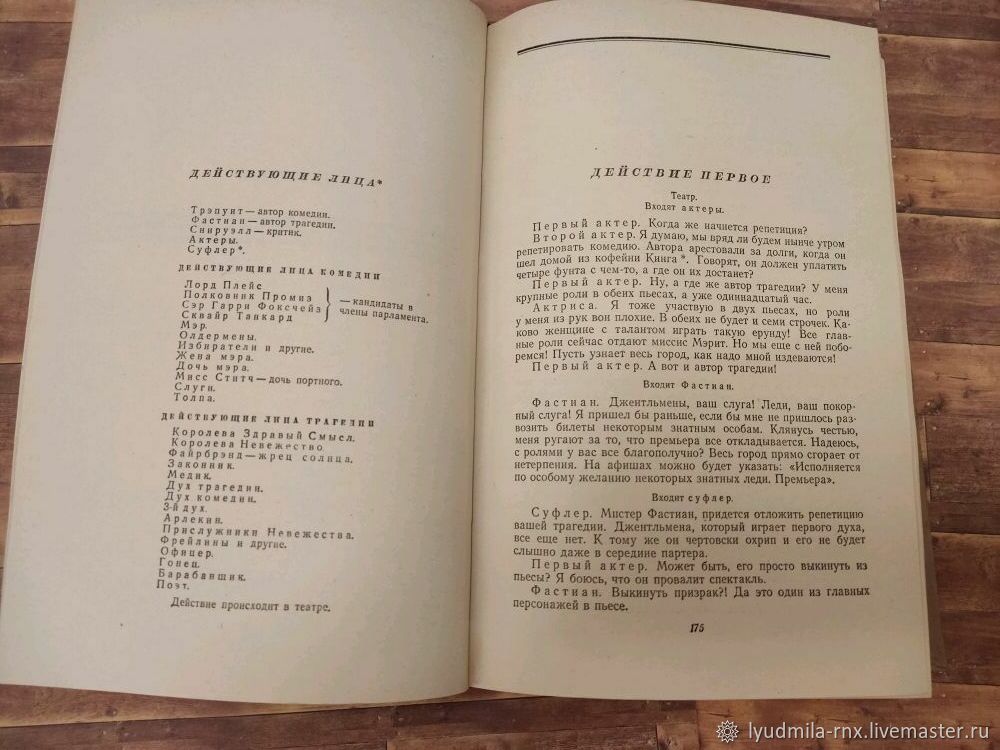 ДЕЙСТВУЮЩИЕ ЛИЦА*
Трэпуит — автор комедии.
Фастиан — автор трагедии.
Снируэлл — критик.
Актеры.
Суфлер*.
ДЕЙСТВУЮЩИЕ ЛИЦА КОМЕДИИ
Лорд Плейс
Полковник Промиз
Сэр Гарри Фоксчейз
Сквайр Танкард
— кандидаты в
члены парламента.
Мэр.
Олдермены.
Избиратели и другие.
Жена мэра.
Дочь мэра.
Мисс Ститч — дочь портного.
Слуги.
Толпа.
ДЕЙСТВУЮЩИЕ ЛИЦА ТРАГЕДИИ
Королева Здравый Смысл.
Королева Невежество.
Файрбрэнд — жрец солнца.
Законник.
Медик.
Дух трагедии.
Дух комедии.
3-й дух.
Арлекин.
Прислужники Невежества.
Фрейлины и другие.
Офицер.
Гонец.
Барабанщик.
Поэт.
Действие происходит в театре.
ДЕЙСТВИЕ ПЕРВОЕ
Театр.
Входят актеры.
Первый актер. Когда же начнется репетиция?
Второй актер. Я думаю, мы вряд ли будем нынче утром
репетировать комедию. Автора арестовали за долги, когда он
шел домой из кофейни Кинга*. Говорят, он должен уплатить
четыре фунта с чем-то, а где он их достанет?
Первый актер. Ну, а где же автор трагедии? У меня
крупные роли в обеих пьесах, а уже одиннадцатый час.
Актриса. Я тоже участвую в двух пьесах, но роли
у меня из рук вон плохие. В обеих не будет и семи строчек. Ка-
ково женщине с талантом играть такую ерунду! Все глав-
ные роли сейчас отдают миссис Мэрит. Но мы еще с ней побо-
ремся! Пусть узнает весь город, как надо мной издеваются!
Первый актер. А вот и автор трагедии!
Входит Фастиан.
Фастиан. Джентльмены, ваш слуга! Леди, ваш покор-
ный слуга! Я пришел бы раньше, если бы мне не пришлось
развозить билеты некоторым знатным особам. Клянусь честью,
меня ругают за то, что премьера все откладывается. Надеюсь,
с ролями у вас все благополучно? Весь город прямо сгорает от
нетерпения. На афишах можно будет указать: «Исполняется
по особому желанию некоторых знатных леди. Премьера».
Входит суфлер.
Суфлер. Мистер Фастиан, придется отложить репетицию
вашей трагедии. Джентльмена, который играет первого духа,
все еще нет. К тому же он чертовски охрип и его не будет
слышно даже в середине партера.
Первый актер. Может быть, его просто выкинуть из
пьесы? Я боюсь, что он провалит спектакль.
Фастиан. Выкинуть призрак?! Да это один из главных
персонажей в пьесе.
175
lyudmila-rnx.livemaster.ru